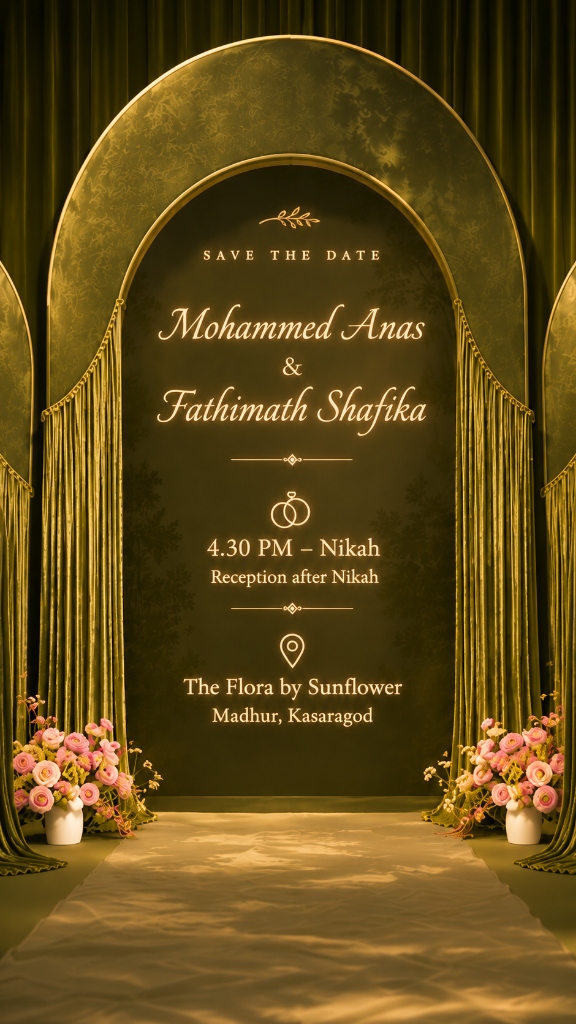 SAVE THE DATE
Mohammed Anas
&
Fathimath Shafika
4.30 PM – Nikah
Reception after Nikah
The Flora by Sunflower
Madhur, Kasaragod